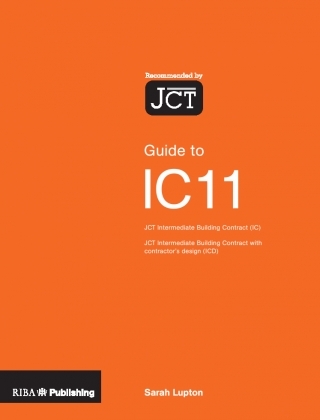 Recommended by
JCT
Guide to
IC11
JCT Intermediate Building Contract (IC)
JCT Intermediate Building Contract with
contractor's design (ICD)
RIBA Publishing
Sarah Lupton